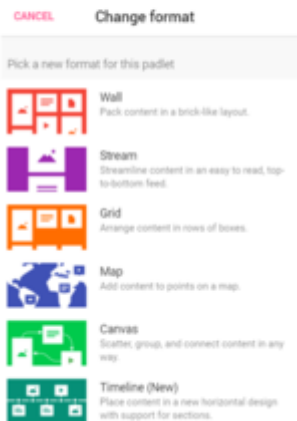 CANCEL Change format
Pick a new format for this padlet
Wall
Pack content in a brick-like layout.
Stream
Streamline content in an easy to read, top-
to-bottom feed.
Grid
Arrange content in rows of boxes.
Map
Add content to points on a map.
Canvas
Scatter, group, and connect content in any
way.
Timeline (New)
Place content in a new horizontal design
with support for sections.